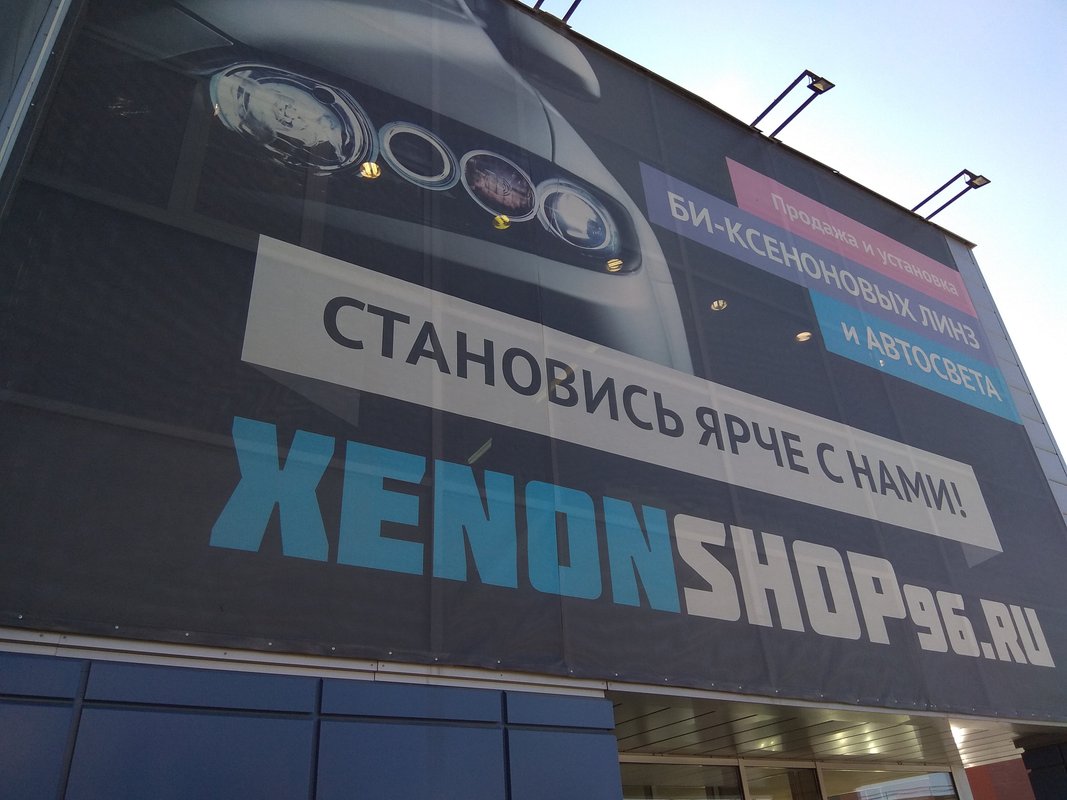 Продажа и установка
БИ-КСЕНОНОВЫХ ЛИНЗ
и АВТОСВЕТА
СТАНОВИСЬ ЯРЧЕ С НАМИ!
XENONSHOP96.RU